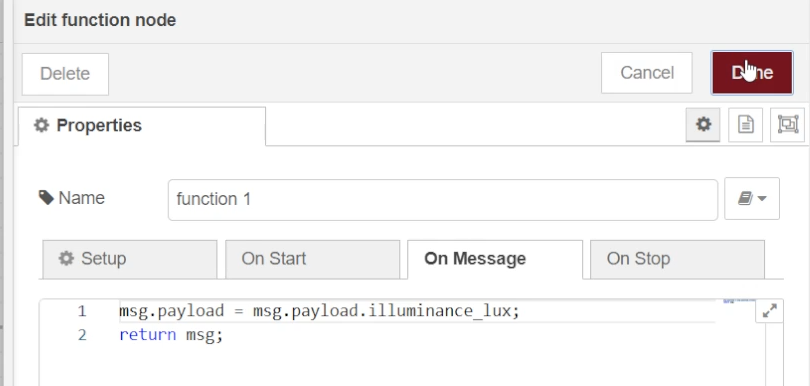 Edit function node
Delete
Cancel
Properties
Name
function 1
Setup
On Start
On Message
On Stop
1 msg.payload = msg.payload.illuminance_lux;
2 return msg;